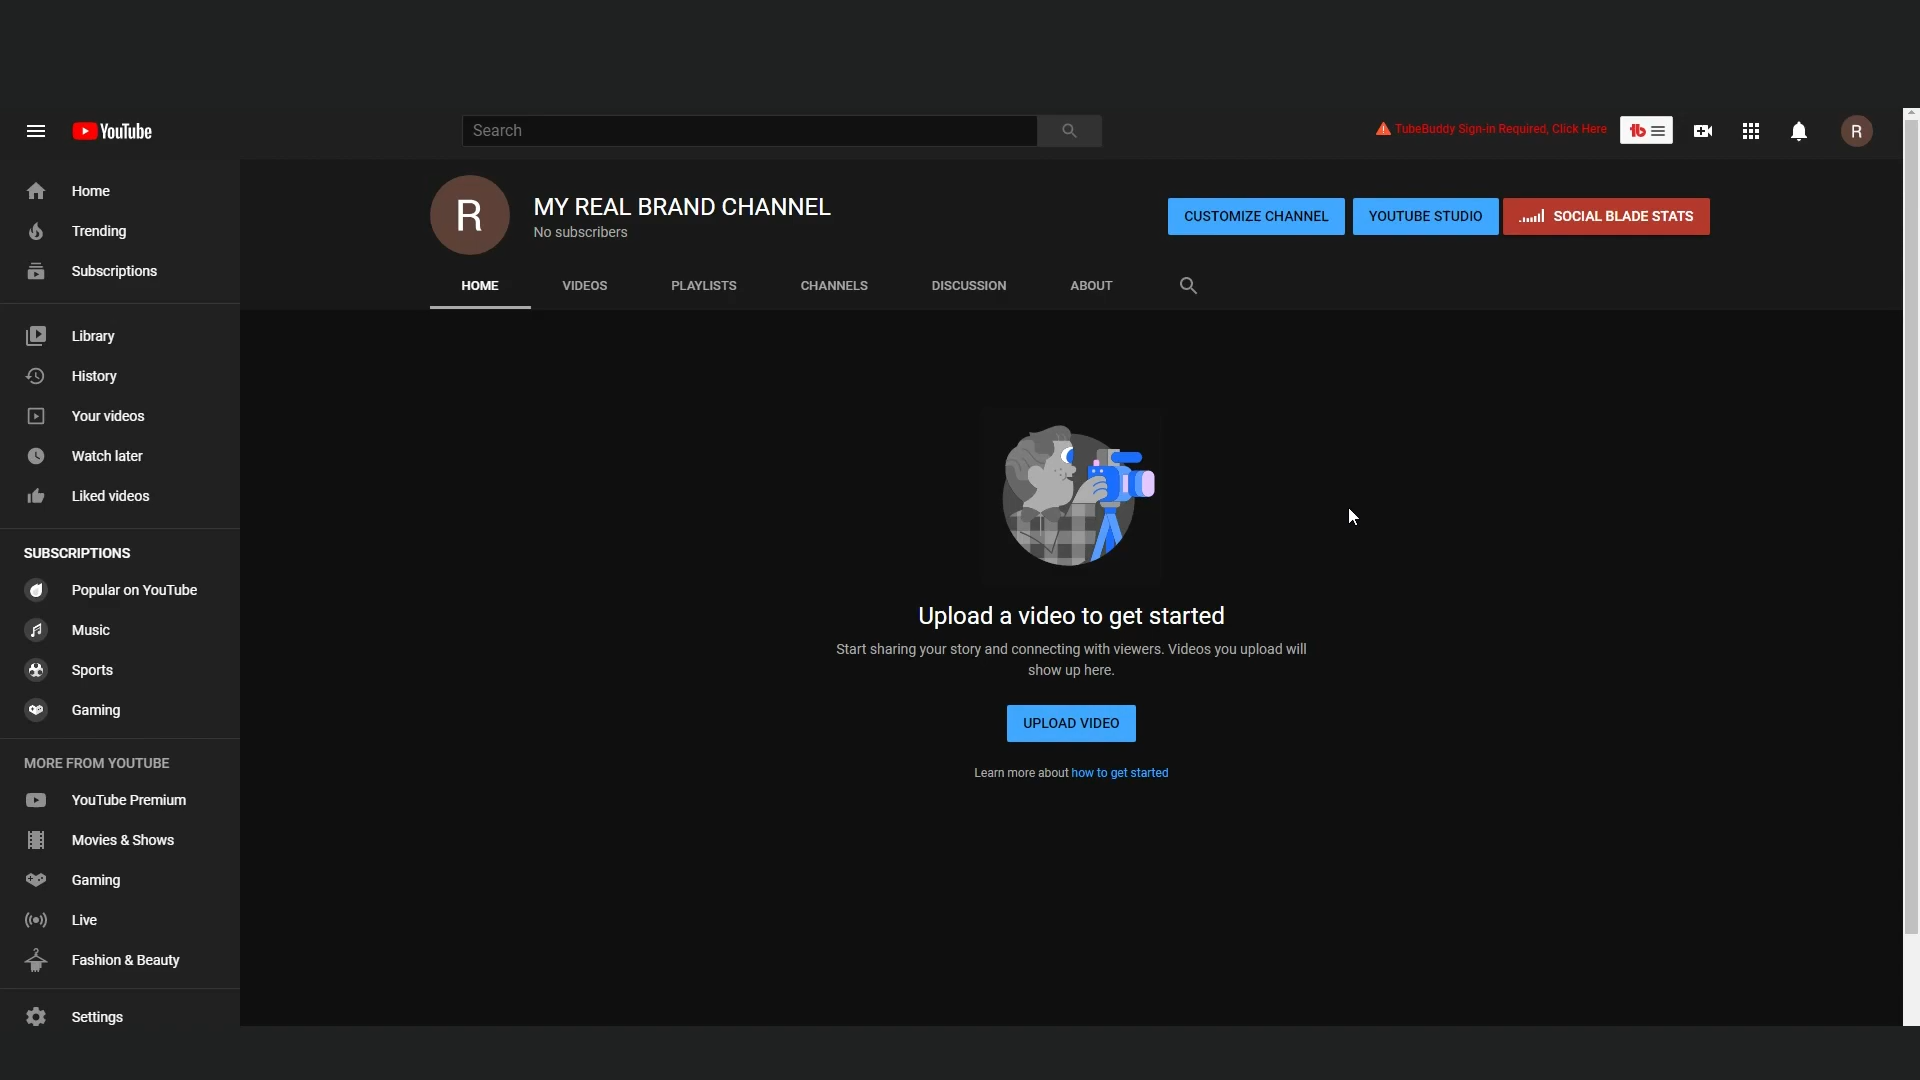 YouTube
Search
TubeBuddy Sign-in Required, Click Here
tb
R
Home
Trending
Subscriptions
Library
History
Your videos
Watch later
Liked videos
SUBSCRIPTIONS
Popular on YouTube
Music
Sports
Gaming
MORE FROM YOUTUBE
YouTube Premium
Movies & Shows
Gaming
Live
Fashion & Beauty
Settings
R
MY REAL BRAND CHANNEL
No subscribers
CUSTOMIZE CHANNEL
YOUTUBE STUDIO
SOCIAL BLADE STATS
HOME
VIDEOS
PLAYLISTS
CHANNELS
DISCUSSION
ABOUT
Upload a video to get started
Start sharing your story and connecting with viewers. Videos you upload will
show up here.
UPLOAD VIDEO
Learn more about how to get started